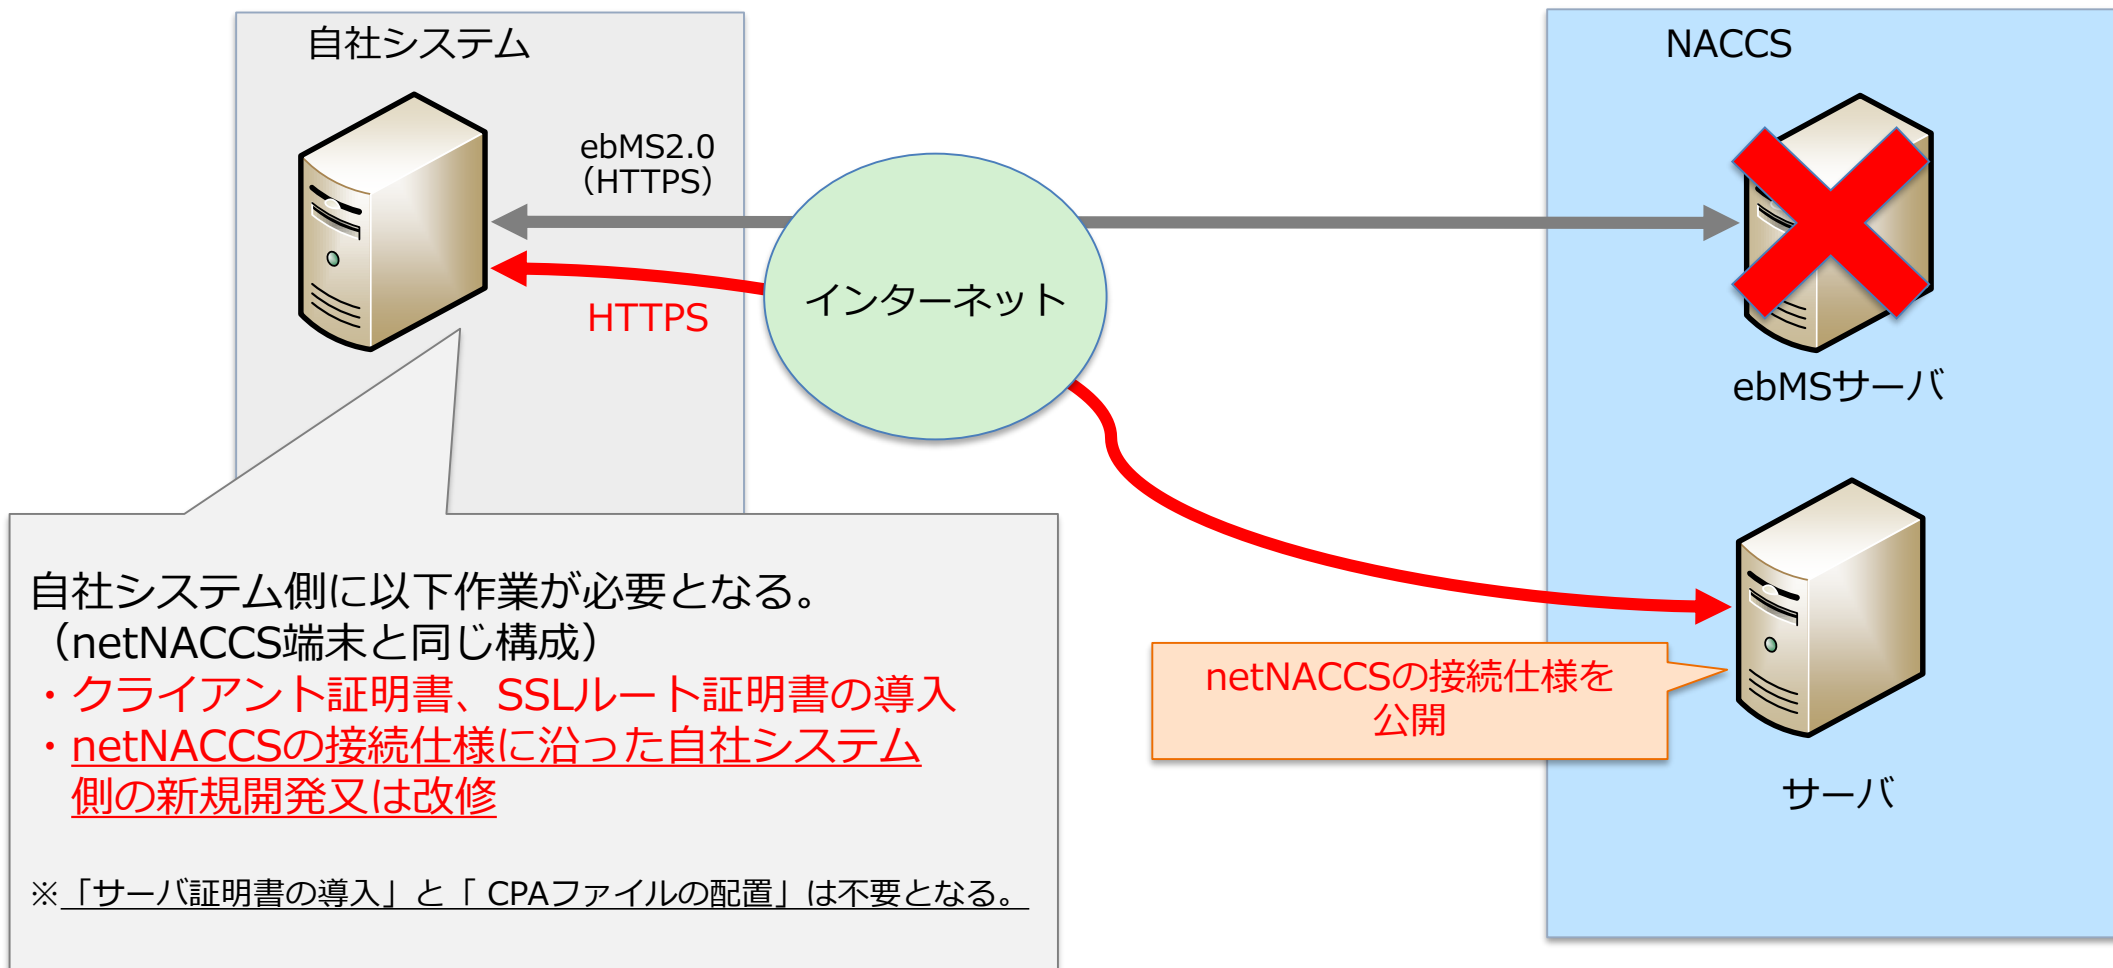 自社システム
NACCS
ebMS2.0
（HTTPS）
HTTPS
インターネット
ebMSサーバ
自社システム側に以下作業が必要となる。
（netNACCS端末と同じ構成）
・クライアント証明書、SSLルート証明書の導入
・netNACCSの接続仕様に沿った自社システム
側の新規開発又は改修
※「サーバ証明書の導入」と「 CPAファイルの配置」は不要となる。
netNACCSの接続仕様を
公開
サーバ